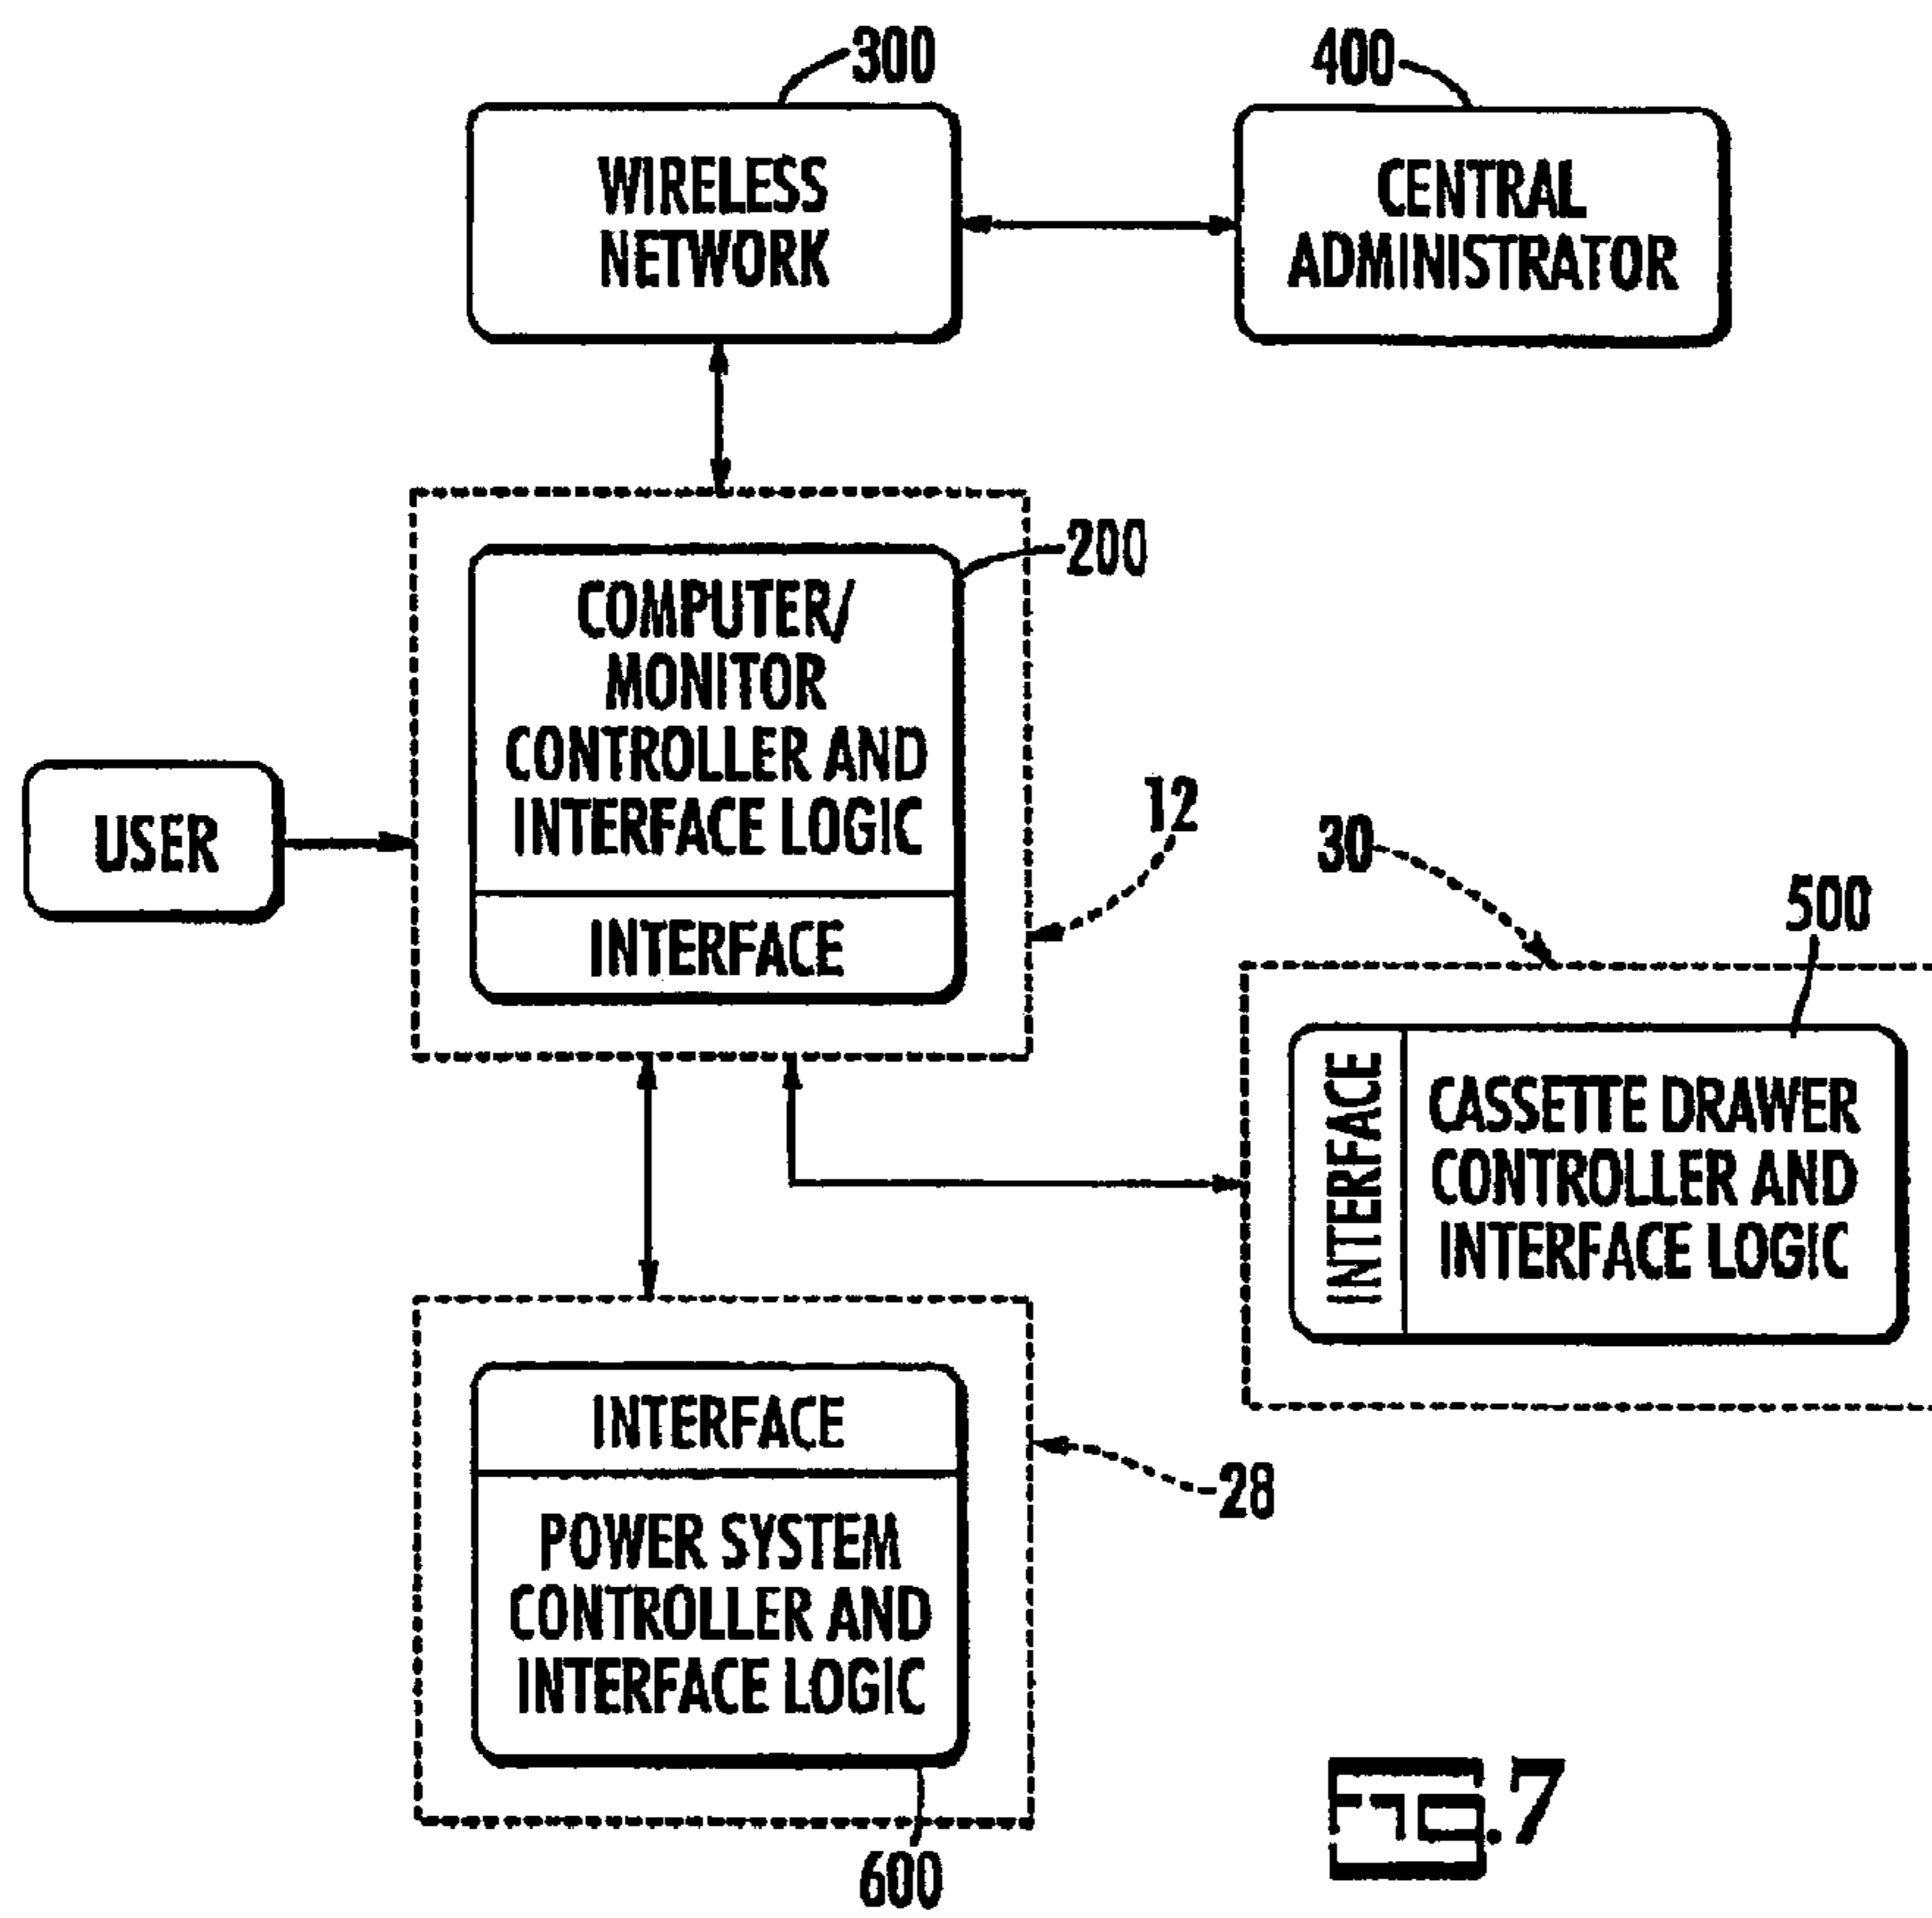 300
400
WIRELESS
NETWORK
CENTRAL
ADMINISTRATOR
200
COMPUTER/
MONITOR
CONTROLLER AND
INTERFACE LOGIC
INTERFACE
12
USER
30
500
INTERFACE
CASSETTE DRAWER
CONTROLLER AND
INTERFACE LOGIC
INTERFACE
POWER SYSTEM
CONTROLLER AND
INTERFACE LOGIC
28
600
FIG.7